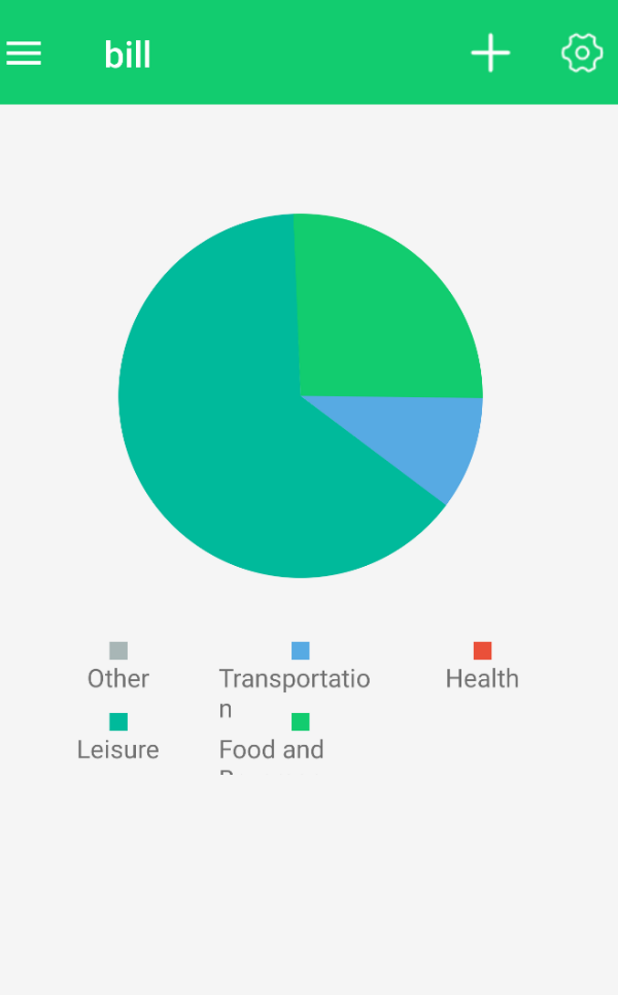 bill
Other
Transportatio
n
Health
Leisure
Food and